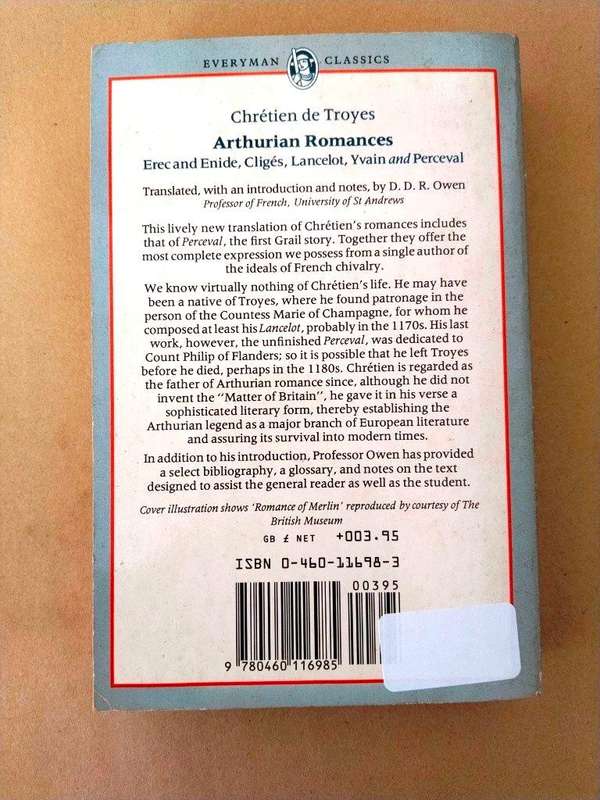 EVERYMAN CLASSICS
Chrétien de Troyes
Arthurian Romances
Erec and Enide, Cligés, Lancelot, Yvain and Perceval
Translated, with an introduction and notes, by D. D. R. Owen
Professor of French, University of St Andrews
This lively new translation of Chrétien's romances includes
that of Perceval, the first Grail story. Together they offer the
most complete expression we possess from a single author of
the ideals of French chivalry.
We know virtually nothing of Chrétien's life. He may have
been a native of Troyes, where he found patronage in the
person of the Countess Marie of Champagne, for whom he
composed at least his Lancelot, probably in the 1170s. His last
work, however, the unfinished Perceval, was dedicated to
Count Philip of Flanders; so it is possible that he left Troyes
before he died, perhaps in the 1180s. Chrétien is regarded as
the father of Arthurian romance since, although he did not
invent the "Matter of Britain", he gave it in his verse a
sophisticated literary form, thereby establishing the
Arthurian legend as a major branch of European literature
and assuring its survival into modern times.
In addition to his introduction, Professor Owen has provided
a select bibliography, a glossary, and notes on the text
designed to assist the general reader as well as the student.
Cover illustration shows 'Romance of Merlin' reproduced by courtesy of The
British Museum
GB £ NET +003.95
ISBN 0-460-11698-3
00395
9 780460 116985